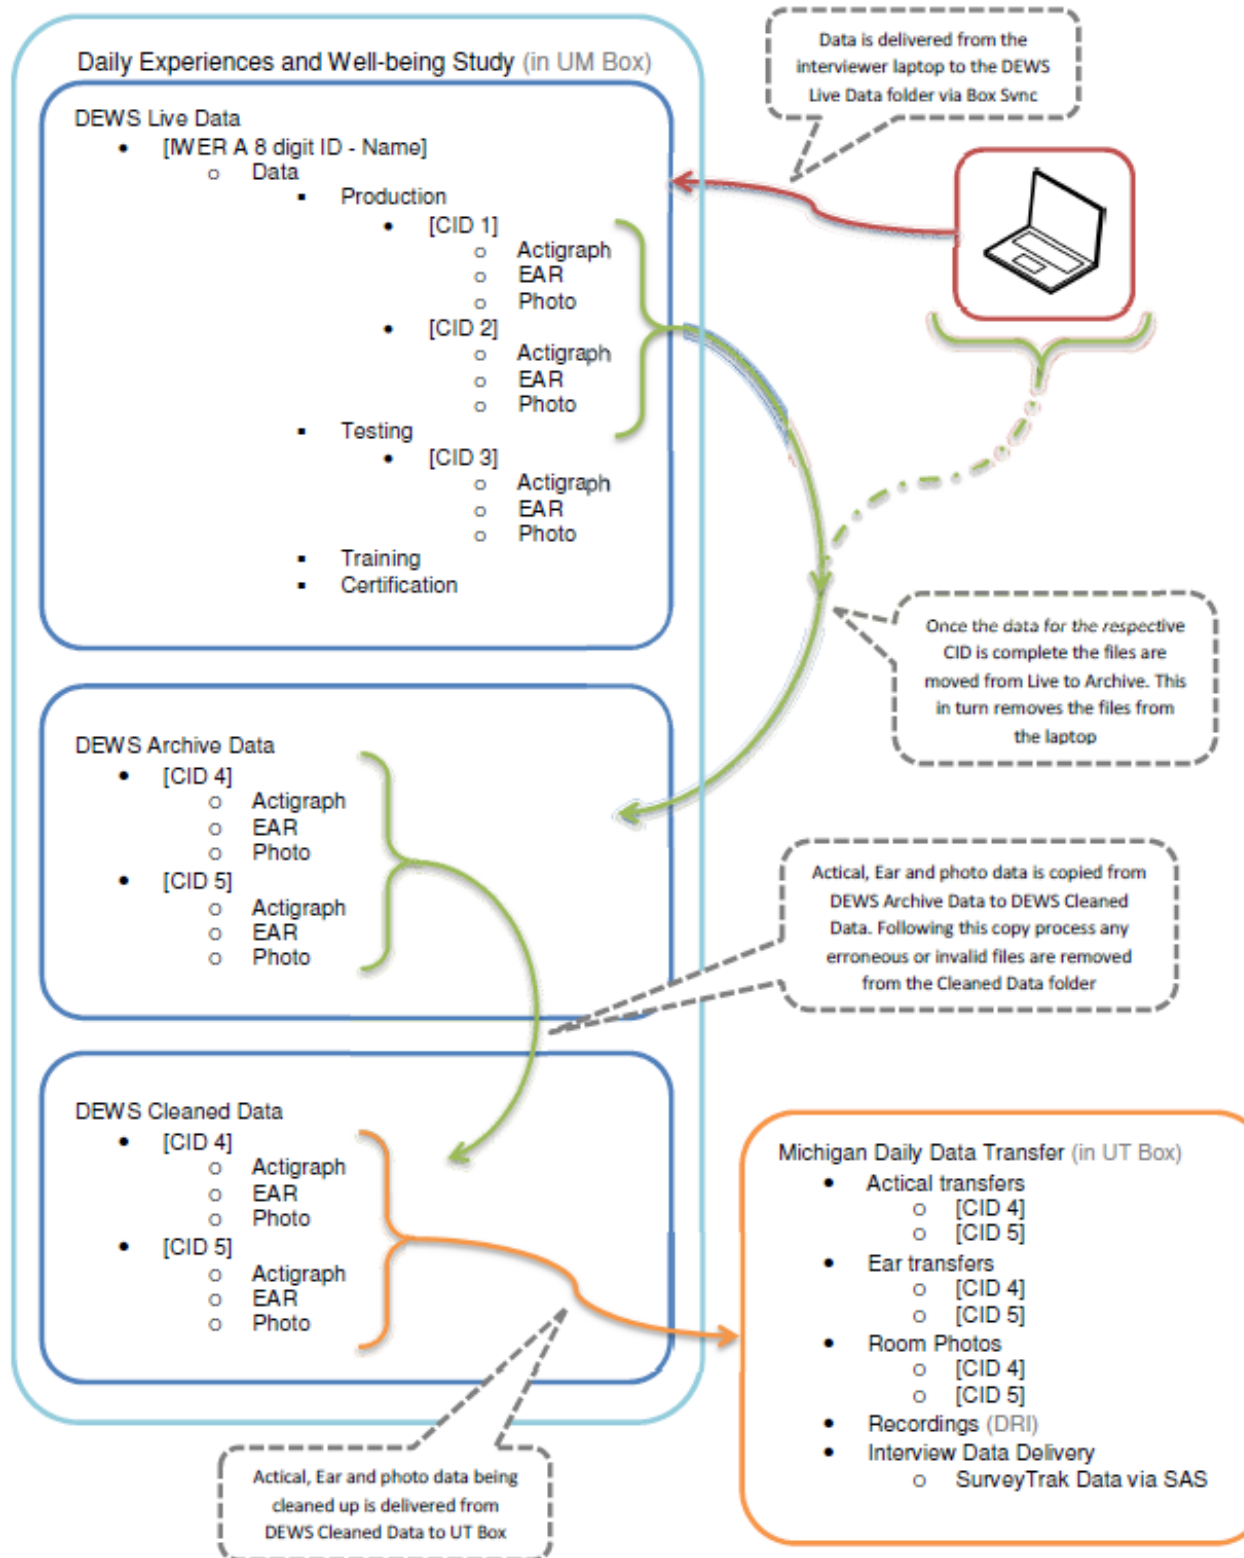 Daily Experiences and Well-being Study (in UM Box)
DEWS Live Data
• [IWER A 8 digit ID - Name]
o Data
▪ Production
• [CID 1]
o Actigraph
o EAR
o Photo
• [CID 2]
o Actigraph
o EAR
o Photo
▪ Testing
• [CID 3]
o Actigraph
o EAR
o Photo
▪ Training
▪ Certification
Data is delivered from the
interviewer laptop to the DEWS
Live Data folder via Box Sync
Once the data for the respective
CID is complete the files are
moved from Live to Archive. This
in turn removes the files from
the laptop
DEWS Archive Data
• [CID 4]
o Actigraph
o EAR
o Photo
• [CID 5]
o Actigraph
o EAR
o Photo
Actical, Ear and photo data is copied from
DEWS Archive Data to DEWS Cleaned
Data. Following this copy process any
erroneous or invalid files are removed
from the Cleaned Data folder
DEWS Cleaned Data
• [CID 4]
o Actigraph
o EAR
o Photo
• [CID 5]
o Actigraph
o EAR
o Photo
Michigan Daily Data Transfer (in UT Box)
• Actical transfers
o [CID 4]
o [CID 5]
• Ear transfers
o [CID 4]
o [CID 5]
• Room Photos
o [CID 4]
o [CID 5]
• Recordings (DRI)
• Interview Data Delivery
o SurveyTrak Data via SAS
Actical, Ear and photo data being
cleaned up is delivered from
DEWS Cleaned Data to UT Box